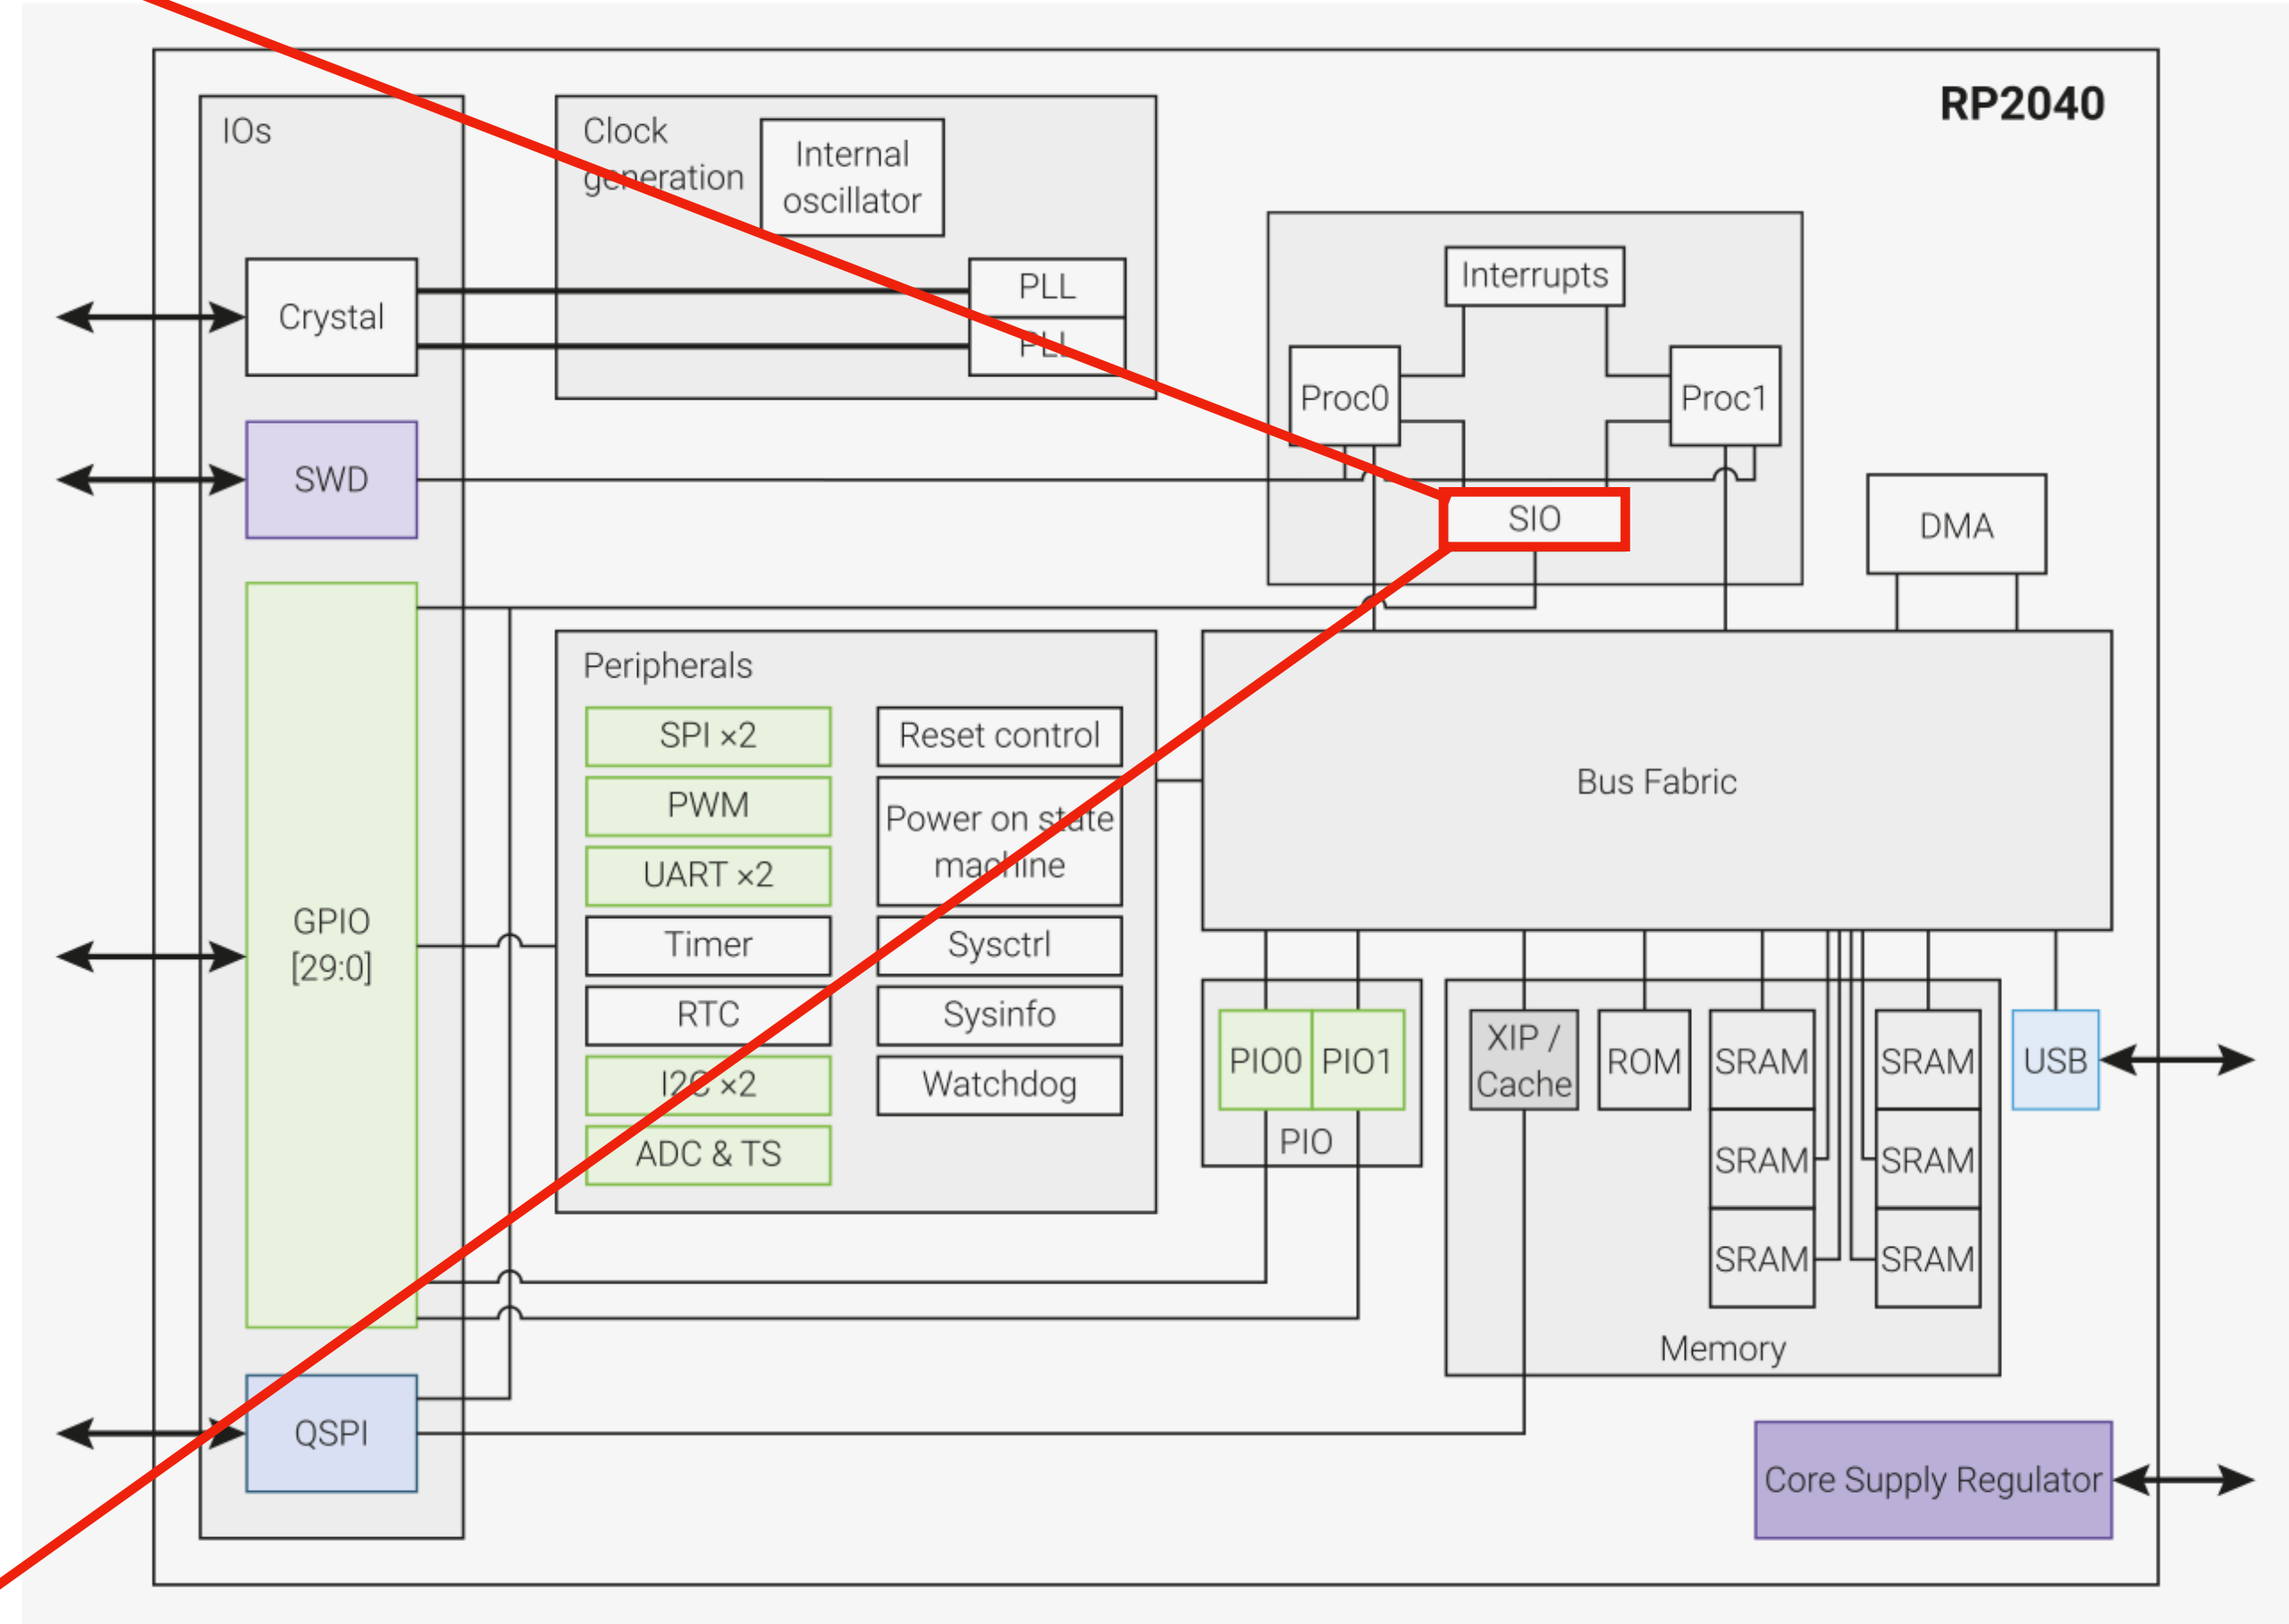 RP2040
IOs
Clock
generation
Internal
oscillator
Crystal
PLL
PLL
Interrupts
Proc0
Proc1
SWD
SIO
DMA
GPIO
[29:0]
Peripherals
SPI ×2
PWM
UART ×2
Timer
RTC
I2C ×2
ADC & TS
Reset control
Power on state
machine
Sysctrl
Sysinfo
Watchdog
Bus Fabric
PIO0
PIO1
PIO
XIP /
Cache
ROM
SRAM
SRAM
SRAM
SRAM
SRAM
SRAM
Memory
USB
QSPI
Core Supply Regulator